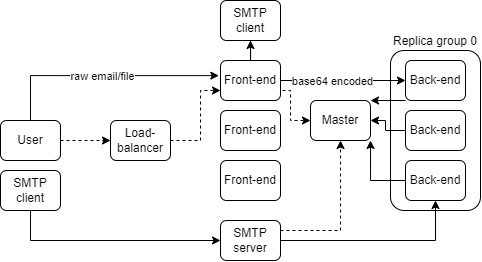 SMTP
client
Replica group 0
raw email/file
Front-end
base64 encoded
Back-end
User
Load-
balancer
Front-end
Master
Back-end
SMTP
client
Front-end
Back-end
SMTP
server